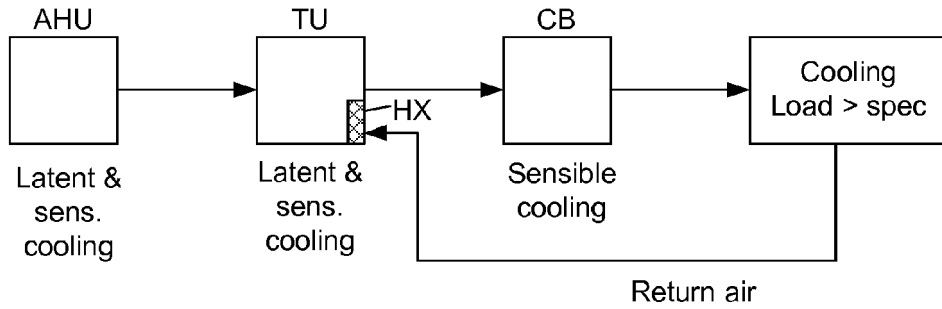 AHU
TU
CB
Cooling
Load > spec
HX
Latent &
sens.
cooling
Latent &
sens.
cooling
Sensible
cooling
Return air